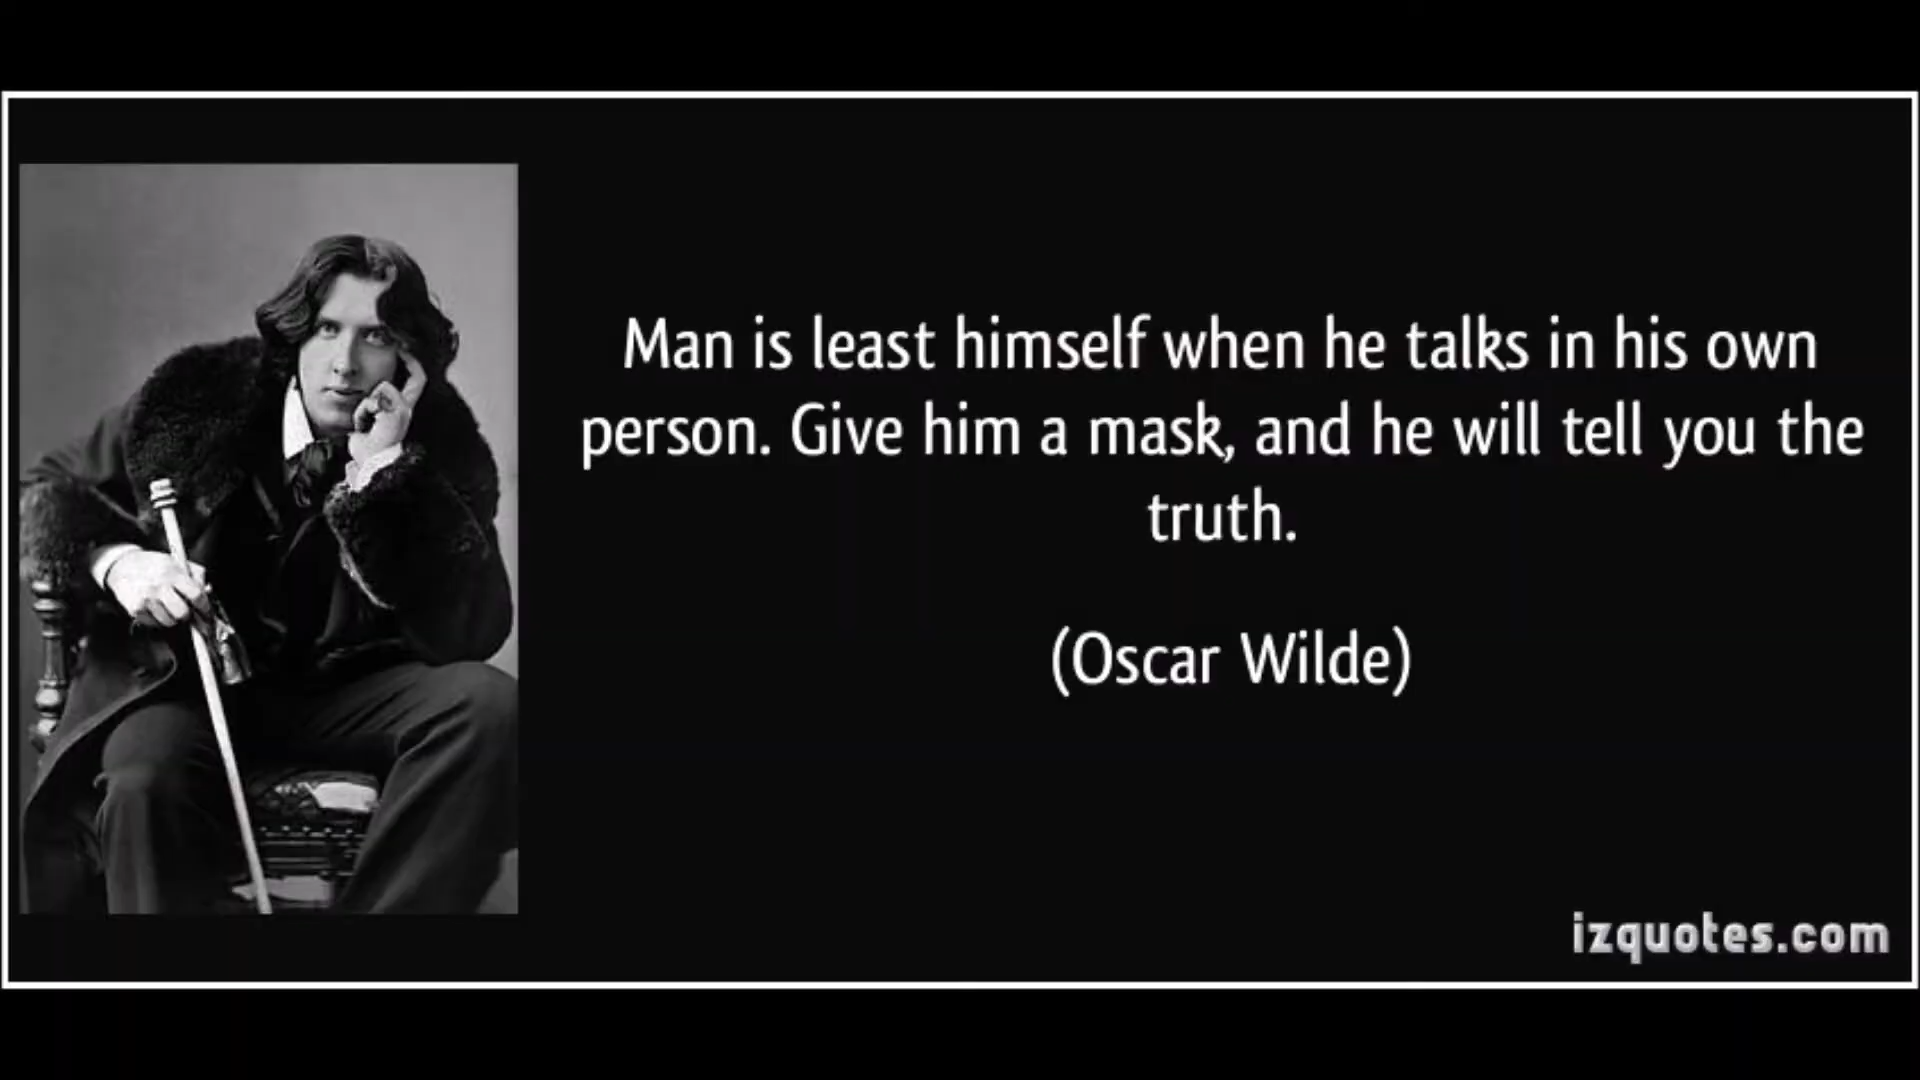 Man is least himself when he talks in his own
person. Give him a mask, and he will tell you the
truth.
(Oscar Wilde)
izquotes.com